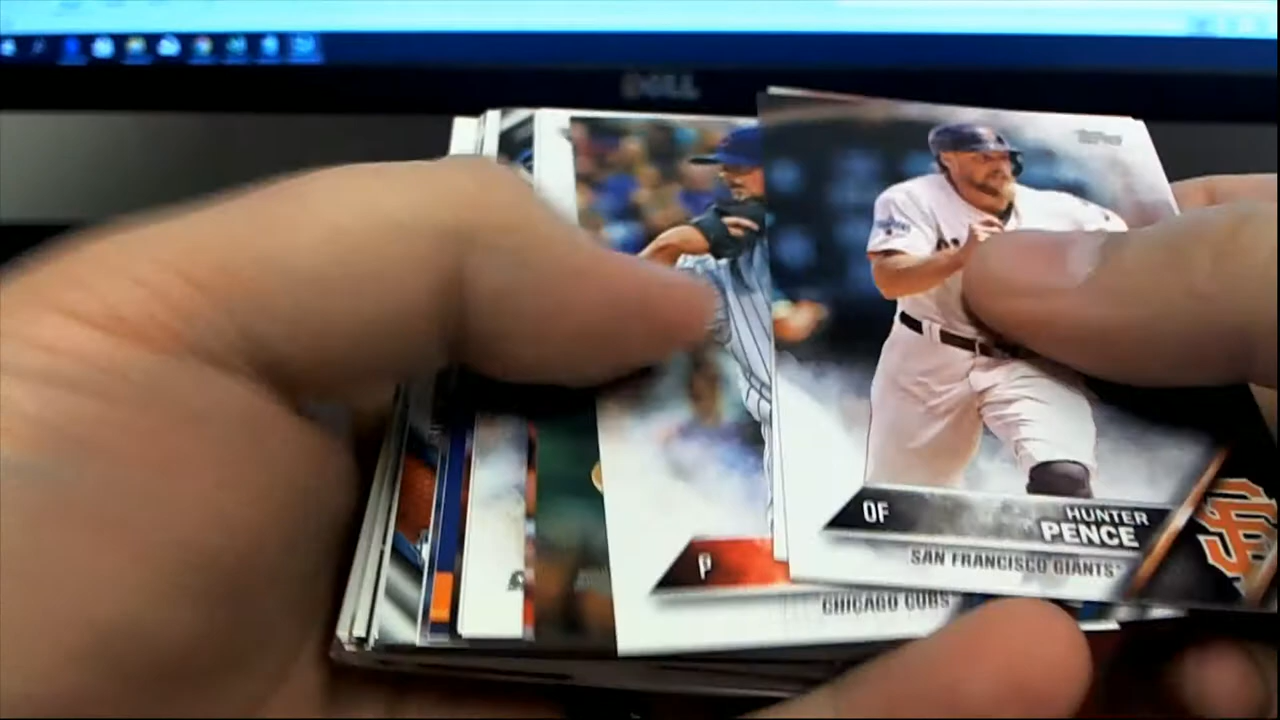 DELL
Topps
OF
HUNTER
PENCE
SAN FRANCISCO GIANTS
P
CHICAGO CUBS
SF